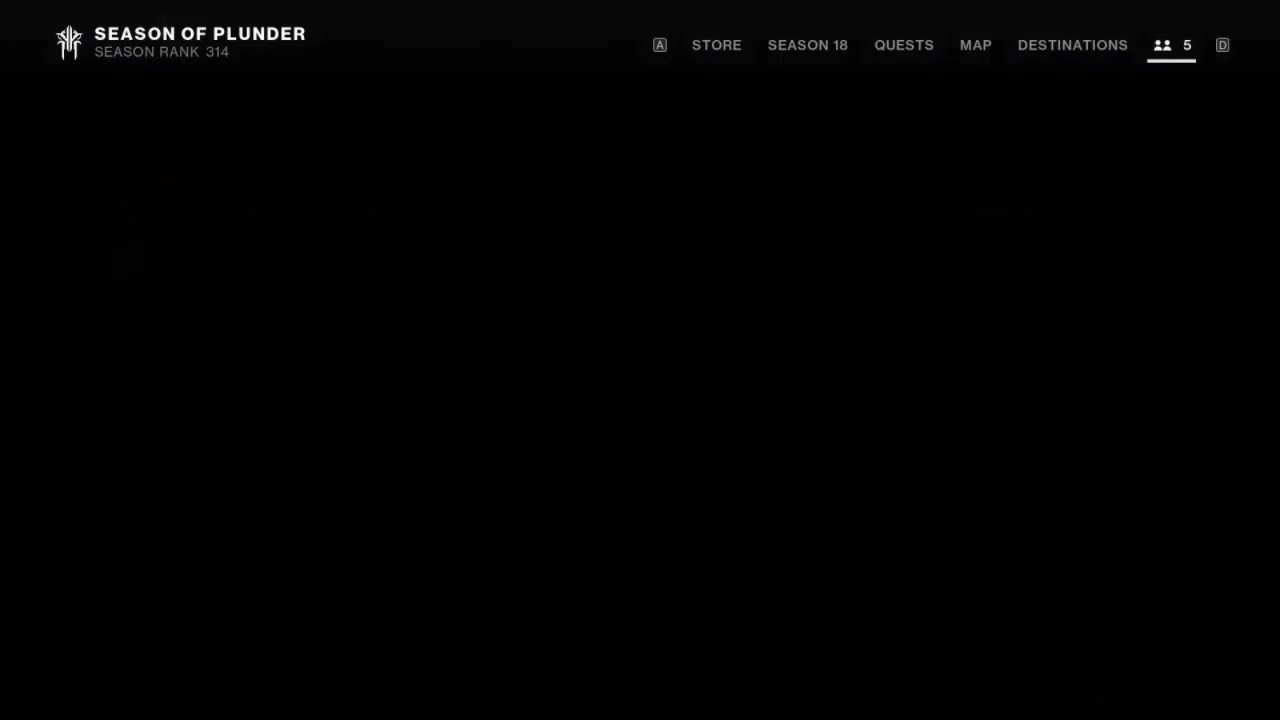 SEASON OF PLUNDER
SEASON RANK 314
A STORE SEASON 18 QUESTS MAP DESTINATIONS 5 D